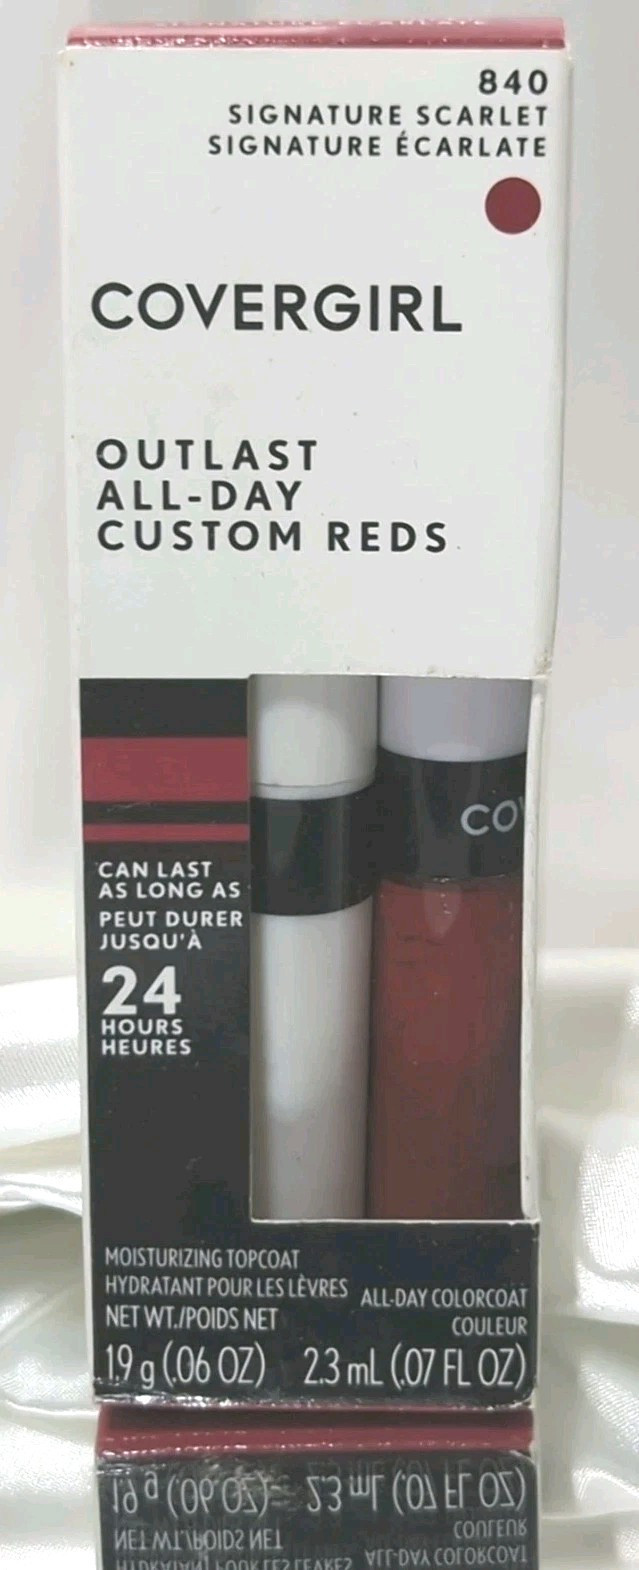 840
SIGNATURE SCARLET
SIGNATURE ÉCARLATE
COVERGIRL
OUTLAST
ALL-DAY
CUSTOM REDS
CO
CAN LAST
AS LONG AS
PEUT DURER
JUSQU'À
24
HOURS
HEURES
MOISTURIZING TOPCOAT
HYDRATANT POUR LES LÈVRES
NET WT./POIDS NET
1.9 g (.06 OZ)
ALL-DAY COLORCOAT
COULEUR
2.3 mL (.07 FL OZ)